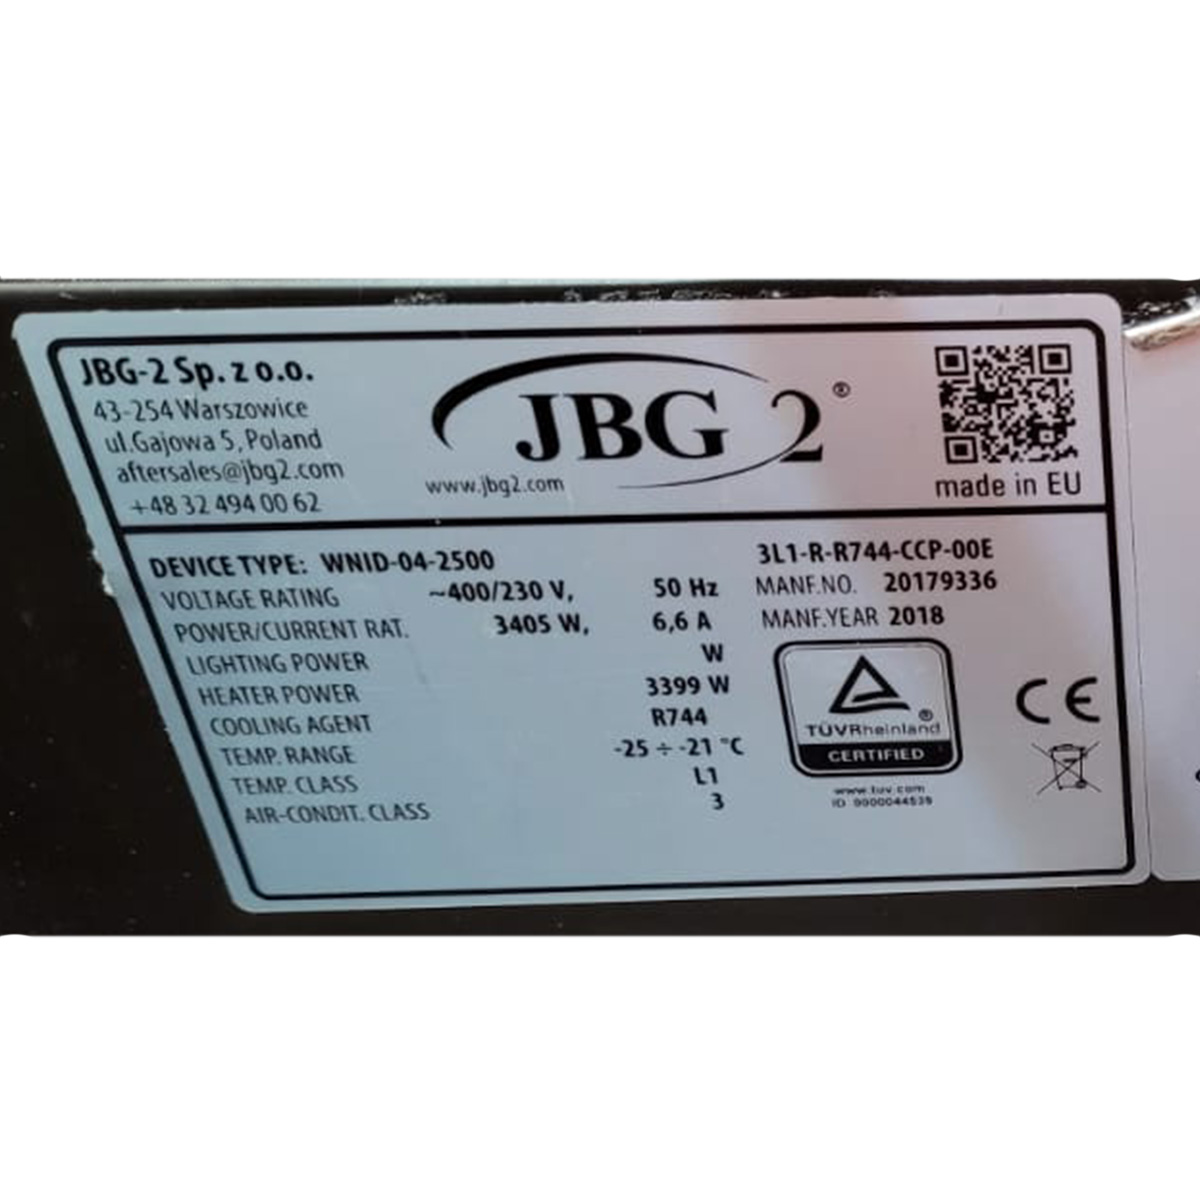 JBG-2 Sp. z o.o.
43-254 Warszowice
ul.Gajowa 5, Poland
aftersales@jbg2.com
+48 32 494 00 62
JBG 2®
www.jbg2.com
made in EU
DEVICE TYPE: WNID-04-2500 3L1-R-R744-CCP-00E
VOLTAGE RATING ~400/230 V, 50 Hz MANF.NO. 20179336
POWER/CURRENT RAT. 3405 W, 6,6 A MANF.YEAR 2018
LIGHTING POWER W
HEATER POWER 3399 W
COOLING AGENT R744
TEMP. RANGE -25 ÷ -21 °C
TEMP. CLASS L1
AIR-CONDIT. CLASS 3
TÜVRheinland®
CERTIFIED
www.tuv.com
ID 9000044539
CE